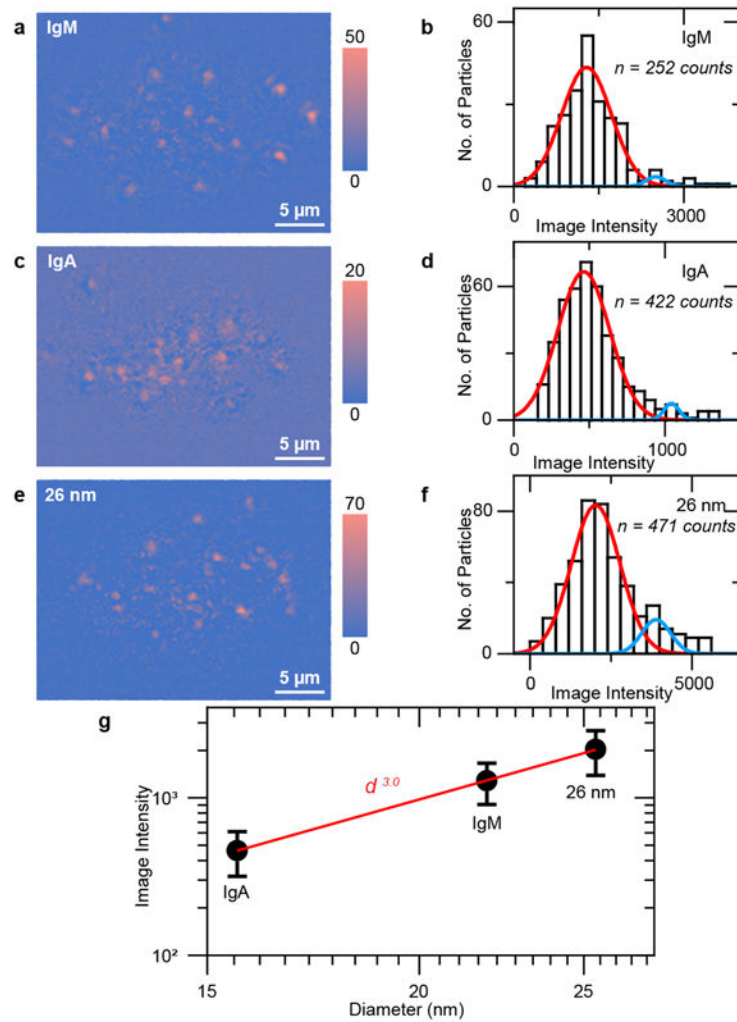 a
IgM
50
0
5 µm
b
No. of Particles
60
0
IgM
n = 252 counts
0
3000
Image Intensity
c
IgA
20
0
5 µm
d
No. of Particles
60
0
IgA
n = 422 counts
0
1000
Image Intensity
e
26 nm
70
0
5 µm
f
No. of Particles
80
0
26 nm
n = 471 counts
0
5000
Image Intensity
g
Image Intensity
10³
10²
d 3.0
IgA
IgM
26 nm
15
20
25
Diameter (nm)